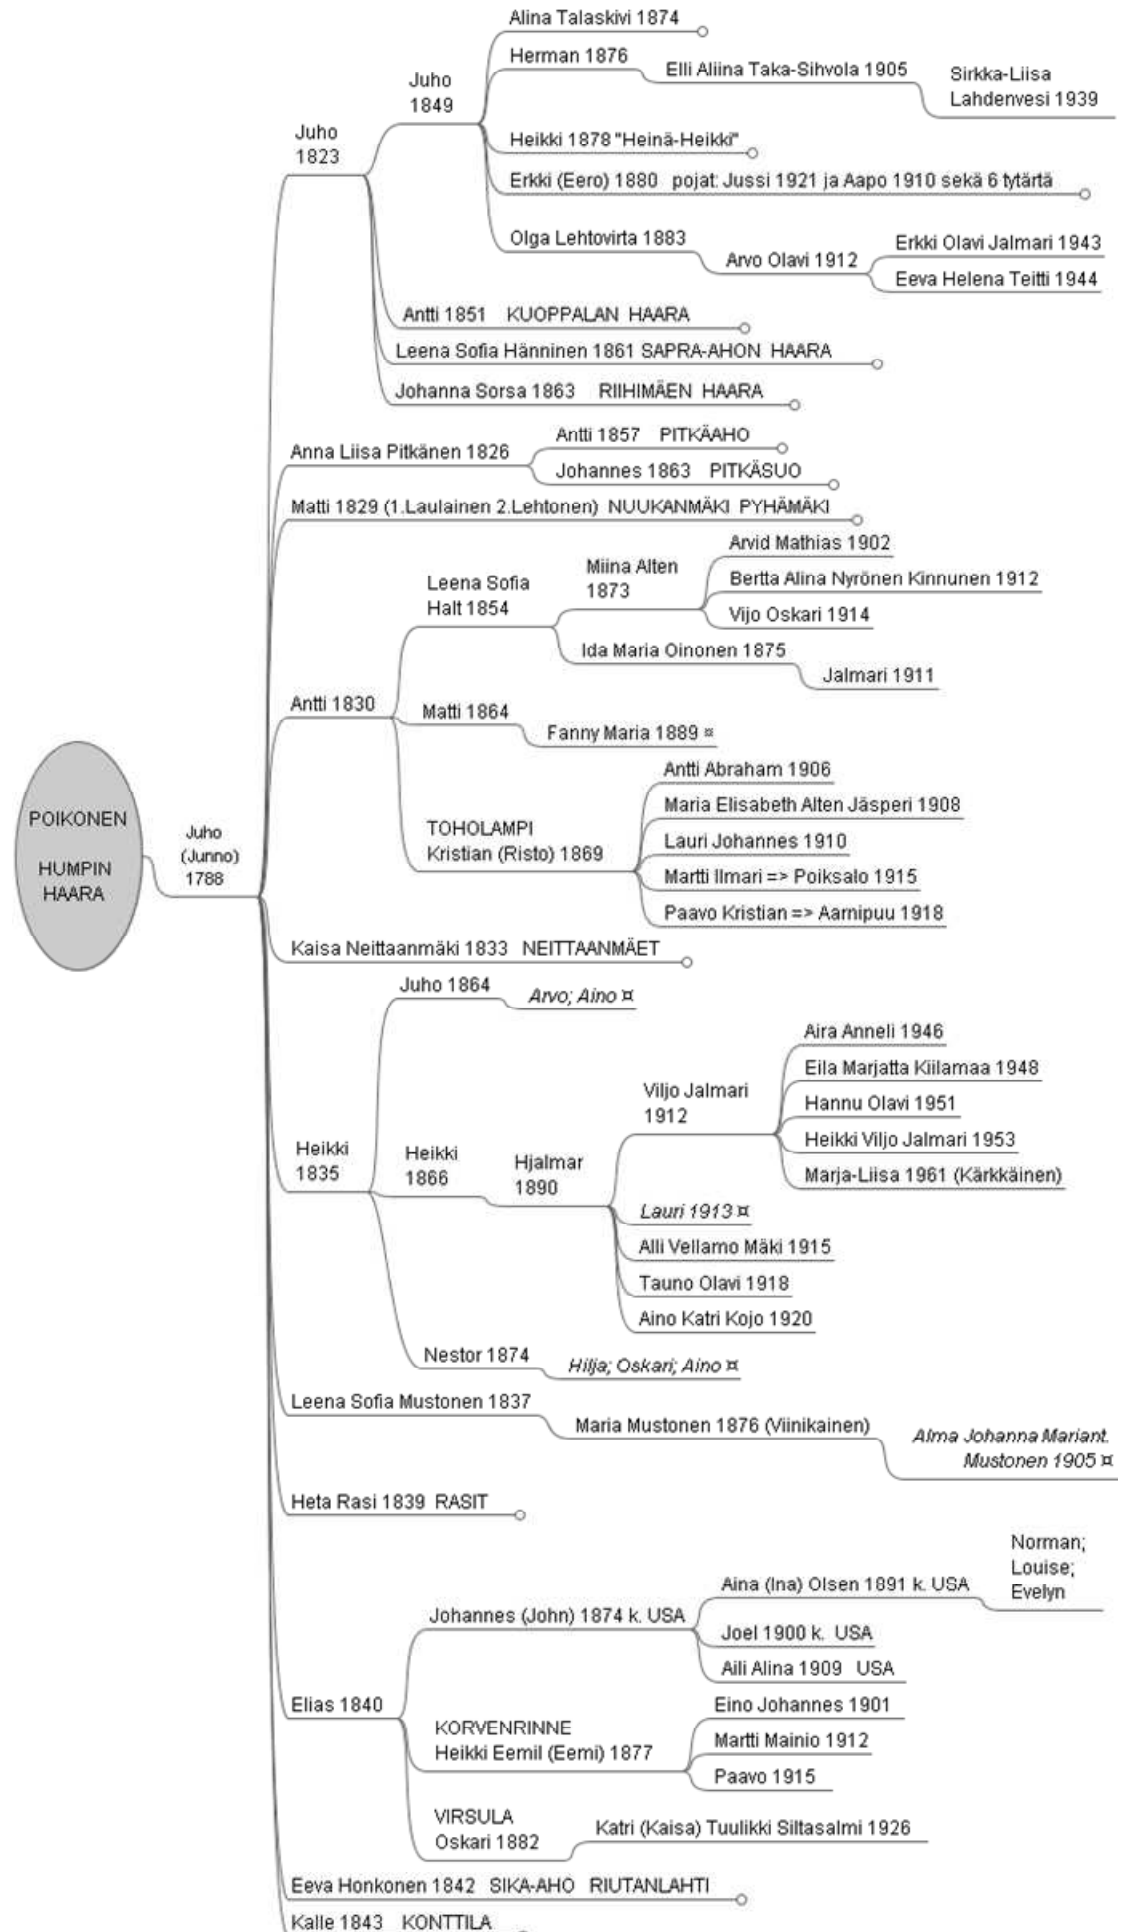 POIKONEN
HUMPIN
HAARA
Juho
(Junno)
1788
Juho
1823
Juho
1849
Alina Talaskivi 1874
Herman 1876
Elli Aliina Taka-Sihvola 1905
Sirkka-Liisa
Lahdenvesi 1939
Heikki 1878 "Heinä-Heikki"
Erkki (Eero) 1880 pojat: Jussi 1921 ja Aapo 1910 sekä 6 tytärtä
Olga Lehtovirta 1883
Arvo Olavi 1912
Erkki Olavi Jalmari 1943
Eeva Helena Teitti 1944
Antti 1851 KUOPPALAN HAARA
Leena Sofia Hänninen 1861 SAPRA-AHON HAARA
Johanna Sorsa 1863 RIIHIMÄEN HAARA
Anna Liisa Pitkänen 1826
Antti 1857 PITKÄAHO
Johannes 1863 PITKÄSUO
Matti 1829 (1.Laulainen 2.Lehtonen) NUUKANMÄKI PYHÄMÄKI
Antti 1830
Leena Sofia
Halt 1854
Miina Alten
1873
Arvid Mathias 1902
Bertta Alina Nyrönen Kinnunen 1912
Vijo Oskari 1914
Ida Maria Oinonen 1875
Jalmari 1911
Matti 1864
Fanny Maria 1889 ¤
TOHOLAMPI
Kristian (Risto) 1869
Antti Abraham 1906
Maria Elisabeth Alten Jäsperi 1908
Lauri Johannes 1910
Martti Ilmari => Poiksalo 1915
Paavo Kristian => Aarnipuu 1918
Kaisa Neittaanmäki 1833 NEITTAANMÄET
Heikki
1835
Juho 1864
Arvo; Aino ¤
Heikki
1866
Hjalmar
1890
Viljo Jalmari
1912
Aira Anneli 1946
Eila Marjatta Kiilamaa 1948
Hannu Olavi 1951
Heikki Viljo Jalmari 1953
Marja-Liisa 1961 (Kärkkäinen)
Lauri 1913 ¤
Alli Vellamo Mäki 1915
Tauno Olavi 1918
Aino Katri Kojo 1920
Nestor 1874
Hilja; Oskari; Aino ¤
Leena Sofia Mustonen 1837
Maria Mustonen 1876 (Viinikainen)
Alma Johanna Mariant.
Mustonen 1905 ¤
Heta Rasi 1839 RASIT
Elias 1840
Johannes (John) 1874 k. USA
Aina (Ina) Olsen 1891 k. USA
Norman;
Louise;
Evelyn
Joel 1900 k. USA
Aili Alina 1909 USA
KORVENRINNE
Heikki Eemil (Eemi) 1877
Eino Johannes 1901
Martti Mainio 1912
Paavo 1915
VIRSULA
Oskari 1882
Katri (Kaisa) Tuulikki Siltasalmi 1926
Eeva Honkonen 1842 SIKA-AHO RIUTANLAHTI
Kalle 1843 KONTTILA